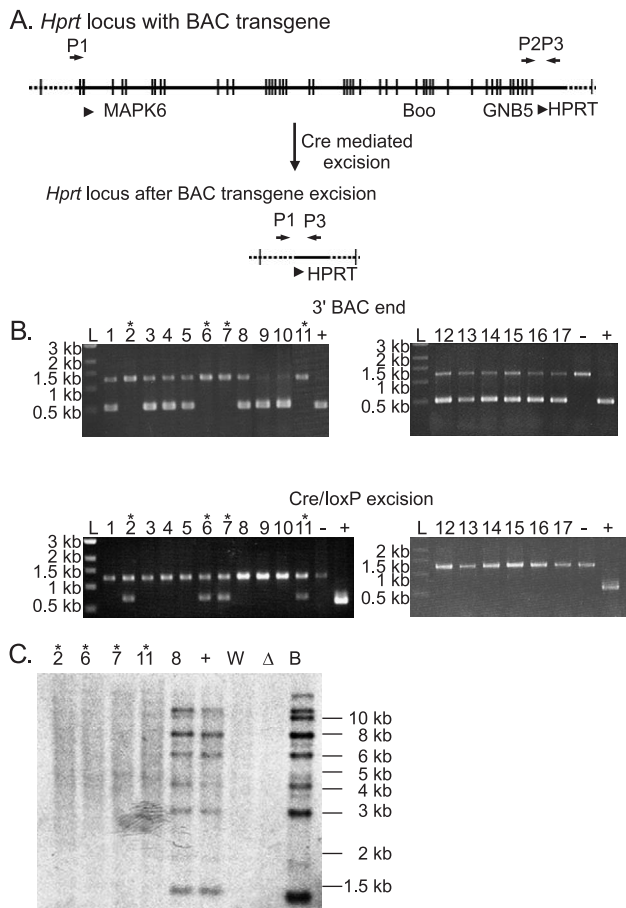 A. Hprt locus with BAC transgene
P1 P2P3
MAPK6 Boo GNB5 HPRT
Cre mediated
excision
Hprt locus after BAC transgene excision
P1 P3
HPRT
B.
3' BAC end
L 1 *2 3 4 5 *6 *7 8 9 10 *11 +
3 kb
2 kb
1.5 kb
1 kb
0.5 kb
L 12 13 14 15 16 17 - +
3 kb
2 kb
1.5 kb
1 kb
0.5 kb
Cre/loxP excision
L 1 *2 3 4 5 *6 *7 8 9 10 *11 - +
3 kb
2 kb
1.5 kb
1 kb
0.5 kb
L 12 13 14 15 16 17 - +
2 kb
1.5 kb
1 kb
0.5 kb
C.
*2 *6 *7 *11 8 + W Δ B
10 kb
8 kb
6 kb
5 kb
4 kb
3 kb
2 kb
1.5 kb